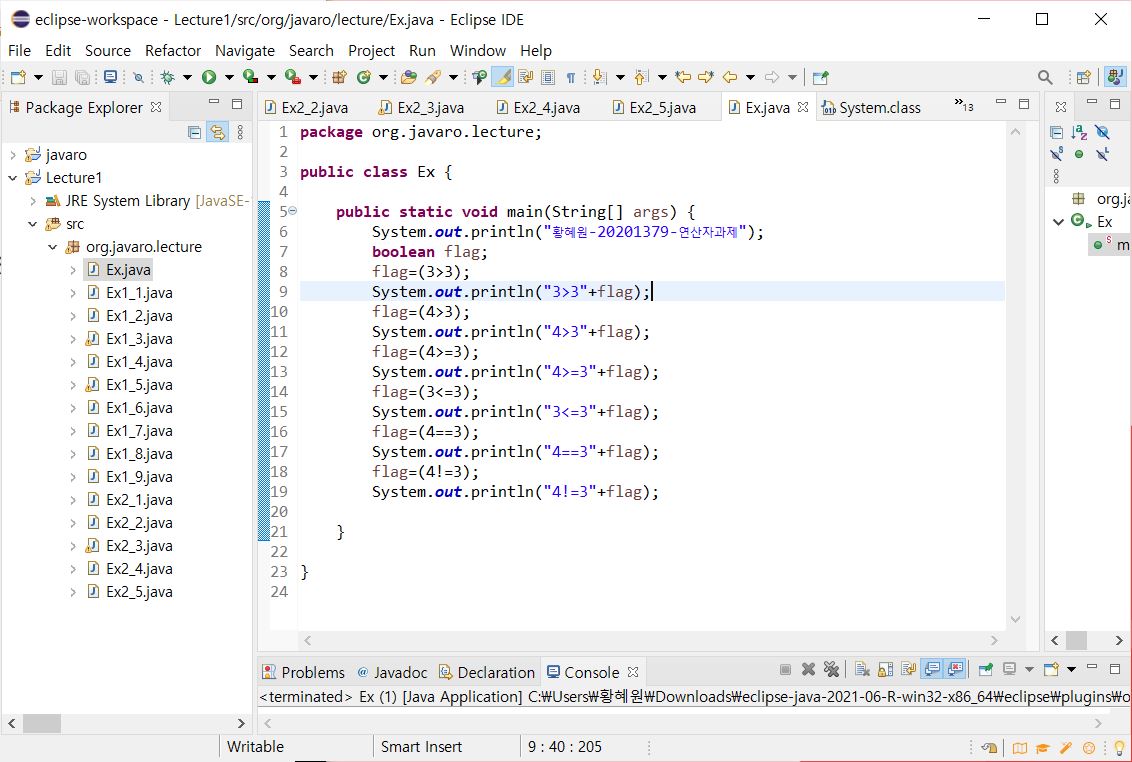 eclipse-workspace - Lecture1/src/org/javaro/lecture/Ex.java - Eclipse IDE
File Edit Source Refactor Navigate Search Project Run Window Help
Package Explorer
Ex2_2.java Ex2_3.java Ex2_4.java Ex2_5.java Ex.java System.class »13
javaro
Lecture1
JRE System Library [JavaSE-
src
org.javaro.lecture
Ex.java
Ex1_1.java
Ex1_2.java
Ex1_3.java
Ex1_4.java
Ex1_5.java
Ex1_6.java
Ex1_7.java
Ex1_8.java
Ex1_9.java
Ex2_1.java
Ex2_2.java
Ex2_3.java
Ex2_4.java
Ex2_5.java
1 package org.javaro.lecture;
2
3 public class Ex {
4
5 public static void main(String[] args) {
6 System.out.println("황혜원-20201379-연산자과제");
7 boolean flag;
8 flag=(3>3);
9 System.out.println("3>3"+flag);
10 flag=(4>3);
11 System.out.println("4>3"+flag);
12 flag=(4>=3);
13 System.out.println("4>=3"+flag);
14 flag=(3<=3);
15 System.out.println("3<=3"+flag);
16 flag=(4==3);
17 System.out.println("4==3"+flag);
18 flag=(4!=3);
19 System.out.println("4!=3"+flag);
20
21 }
22
23 }
24
org.ja
Ex
m
Problems Javadoc Declaration Console
<terminated> Ex (1) [Java Application] C:₩Users₩황혜원₩Downloads₩eclipse-java-2021-06-R-win32-x86_64₩eclipse₩plugins₩o
Writable Smart Insert 9 : 40 : 205